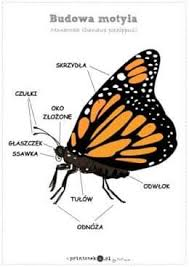 Budowa motyla
SKRZYDŁA
CZUŁKI
OKO
ZŁOŻONE
GŁASZCZEK
SSAWKA
ODWŁOK
TUŁÓW
ODNÓŻA